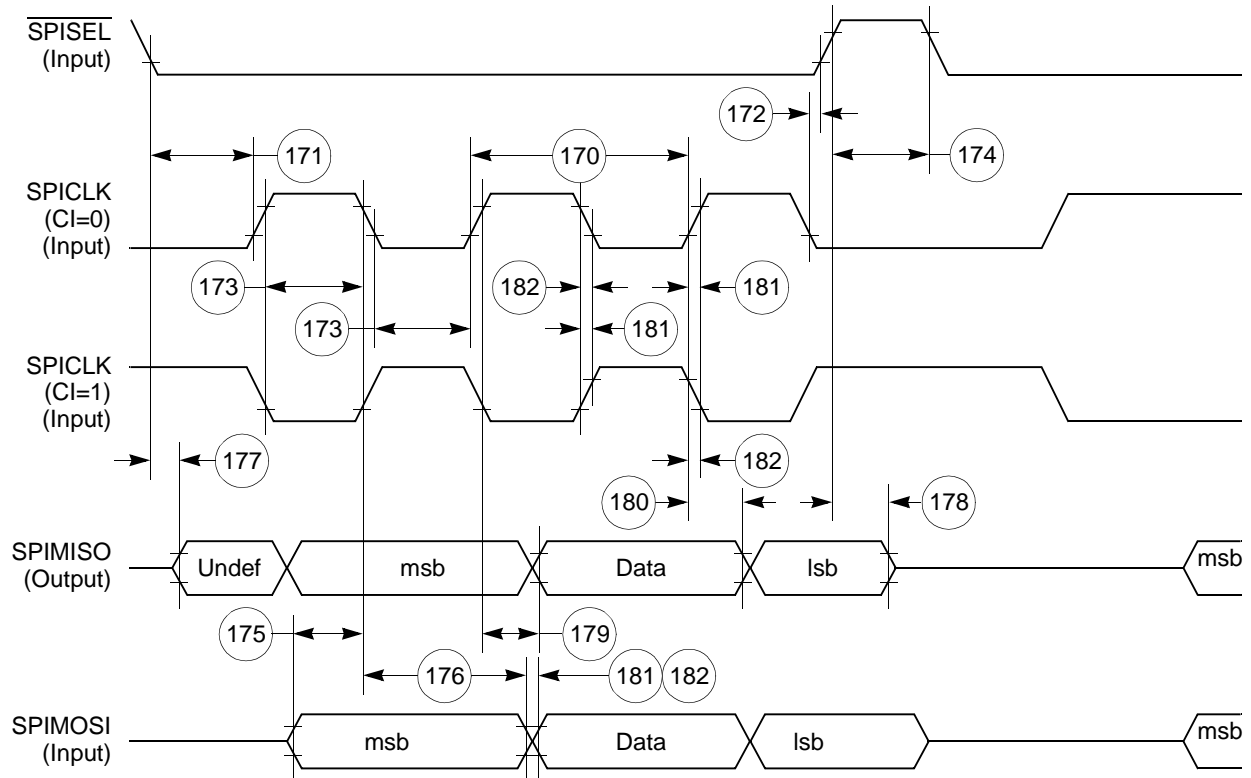 SPISEL
(Input)
172
171
170
174
SPICLK
(CI=0)
(Input)
173
182
181
173
181
SPICLK
(CI=1)
(Input)
177
182
180
178
SPIMISO
(Output)
Undef
msb
Data
lsb
msb
175
179
176
181
182
SPIMOSI
(Input)
msb
Data
lsb
msb